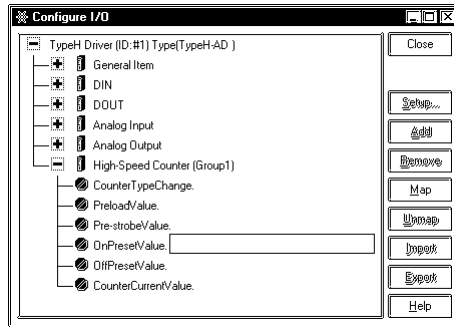 Configure I/O
TypeH Driver (ID:#1) Type(TypeH-AD )
General Item
DIN
DOUT
Analog Input
Analog Output
High-Speed Counter (Group1)
CounterTypeChange.
PreloadValue.
Pre-strobeValue.
OnPresetValue.
OffPresetValue.
CounterCurrentValue.
Close
Setup...
Add
Remove
Map
Unmap
Import
Export
Help